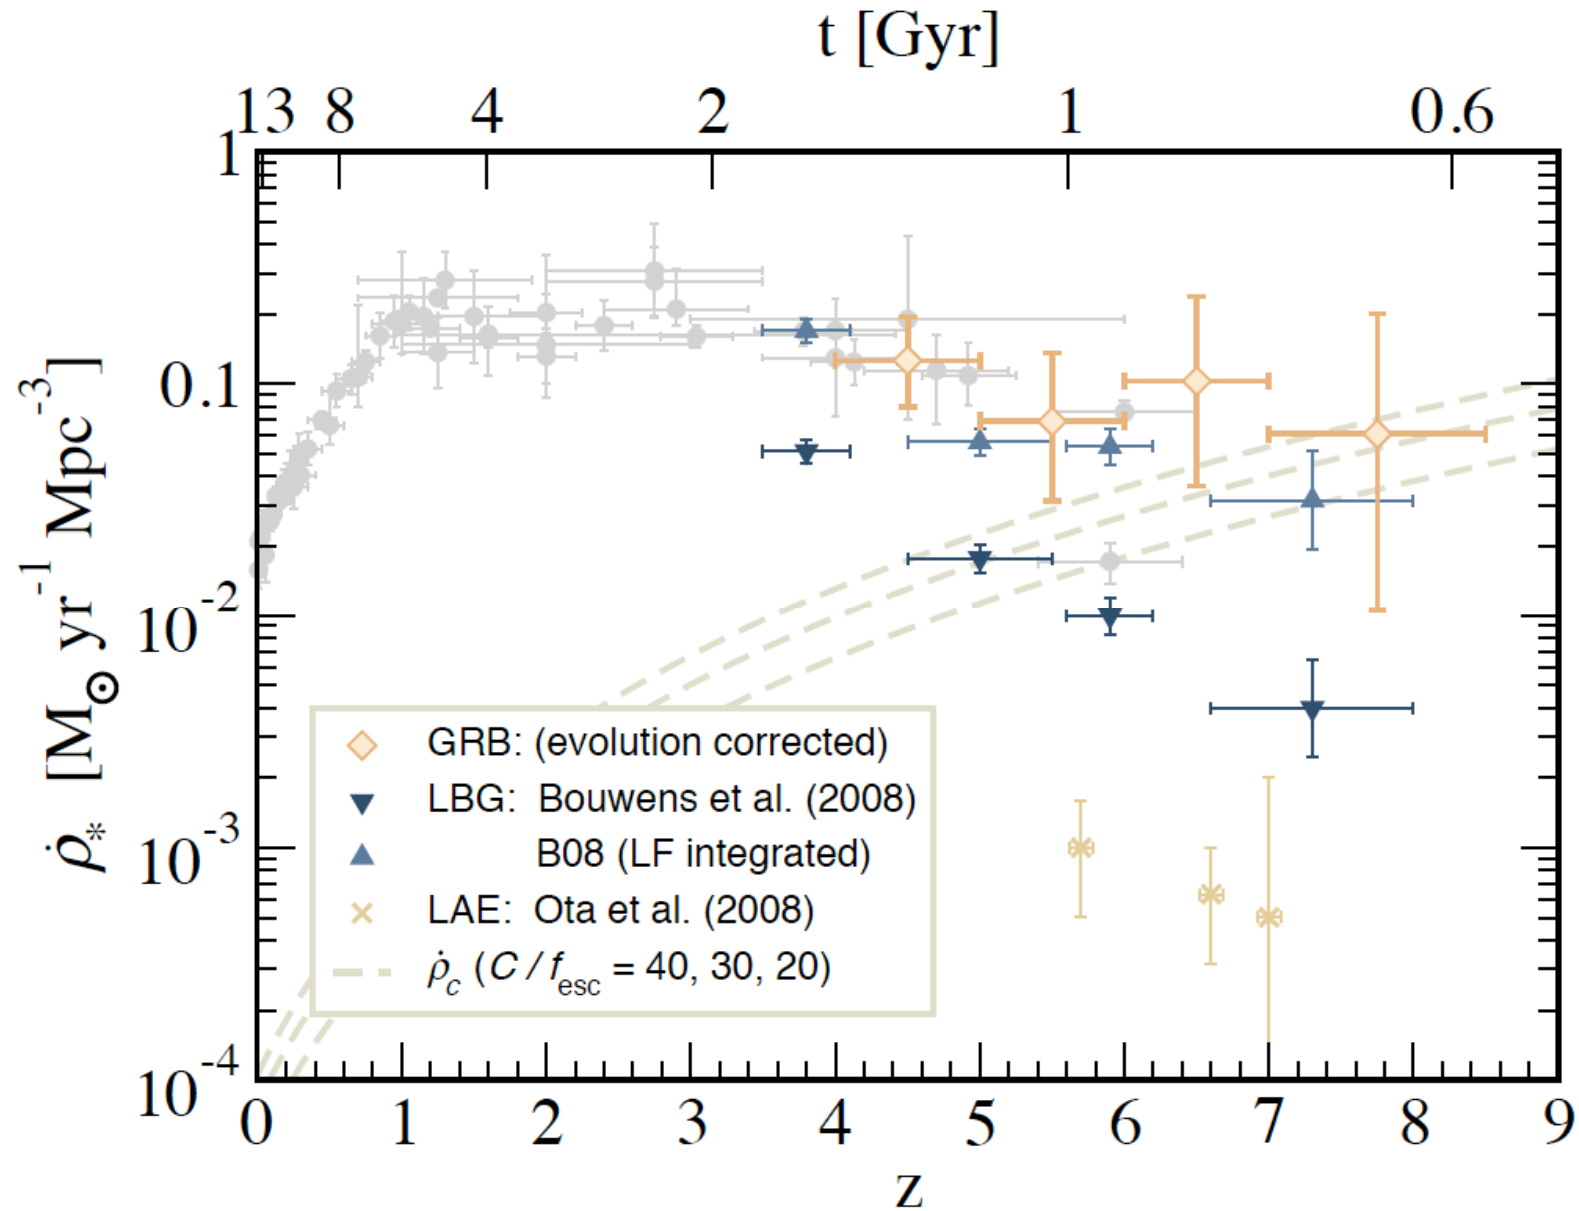 t [Gyr]
13 8 4 2 1 0.6
1
0.1
10^-2
10^-3
10^-4
ρ̇* [M⊙ yr^-1 Mpc^-3]
GRB: (evolution corrected)
LBG: Bouwens et al. (2008)
B08 (LF integrated)
LAE: Ota et al. (2008)
ρ̇c (C / fesc = 40, 30, 20)
0 1 2 3 4 5 6 7 8 9
z